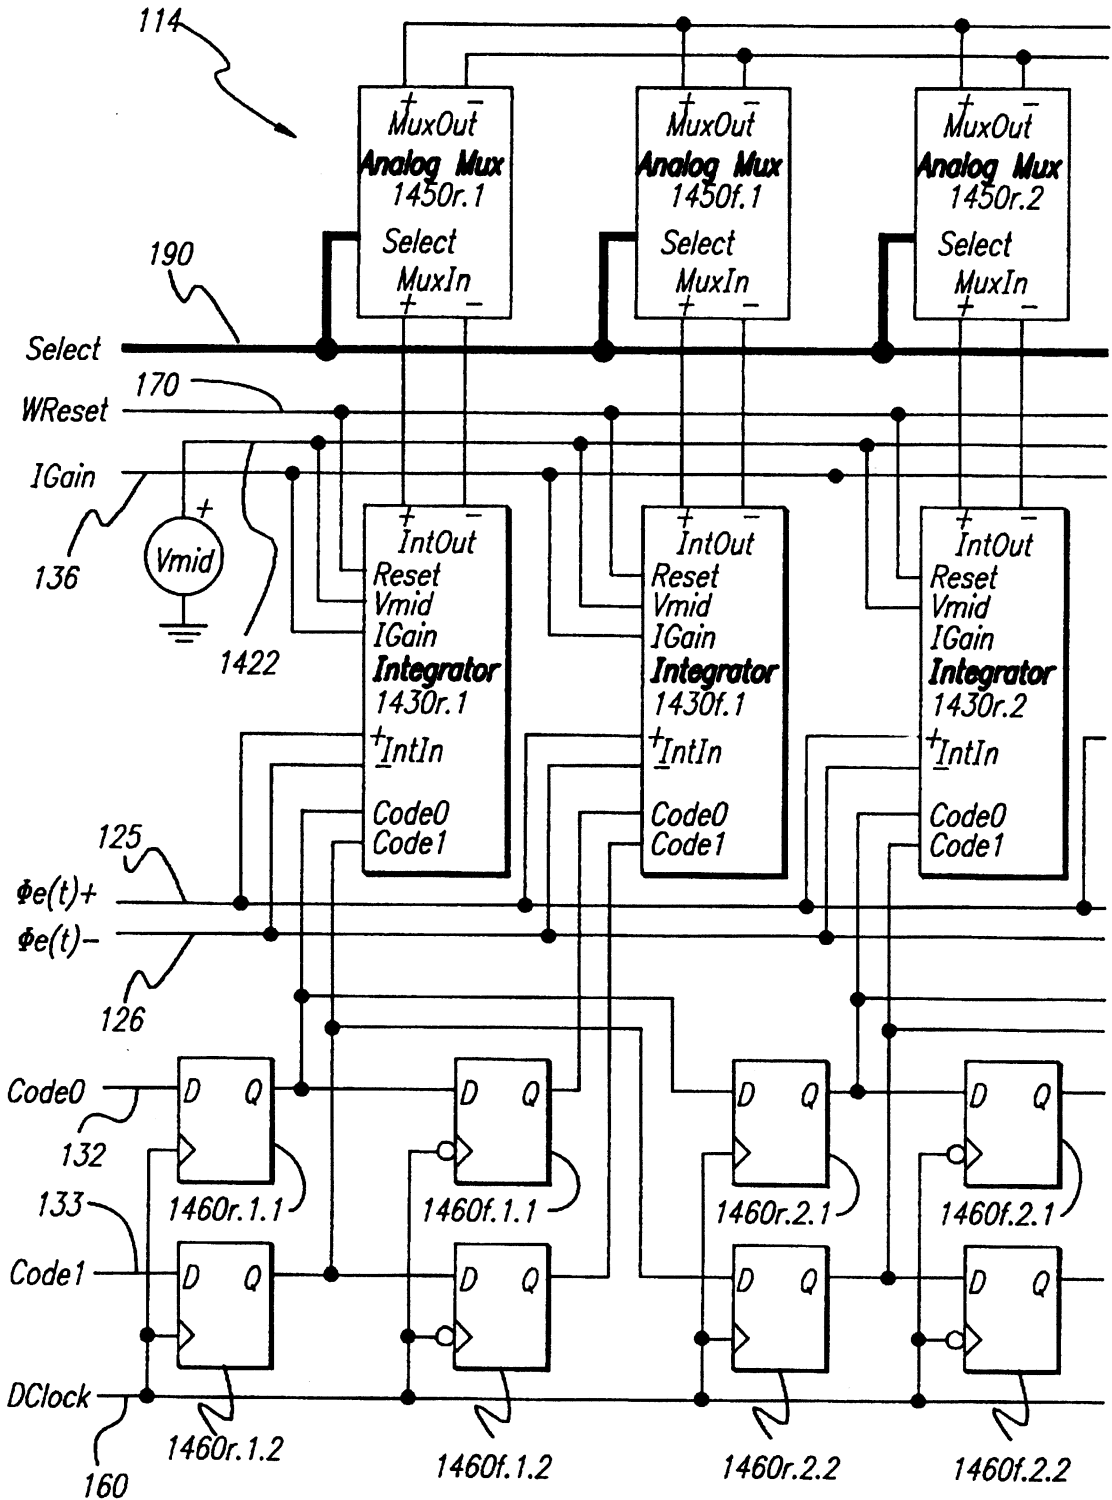 114
+ − + − + −
MuxOut MuxOut MuxOut
Analog Mux Analog Mux Analog Mux
1450r.1 1450f.1 1450r.2
190 Select Select Select
MuxIn MuxIn MuxIn
+ − + − + −
Select
170
WReset
IGain
+
Vmid
136
1422
+ − + − + −
IntOut IntOut IntOut
Reset Reset Reset
Vmid Vmid Vmid
IGain IGain IGain
Integrator Integrator Integrator
1430r.1 1430f.1 1430r.2
+ + +
− IntIn − IntIn − IntIn
Code0 Code0 Code0
Code1 Code1 Code1
125
Φe(t)+
Φe(t)−
126
Code0 D Q D Q D Q D Q
132
133 1460r.1.1 1460f.1.1 1460r.2.1 1460f.2.1
Code1 D Q D Q D Q D Q
DClock
160 1460r.1.2 1460f.1.2 1460r.2.2 1460f.2.2